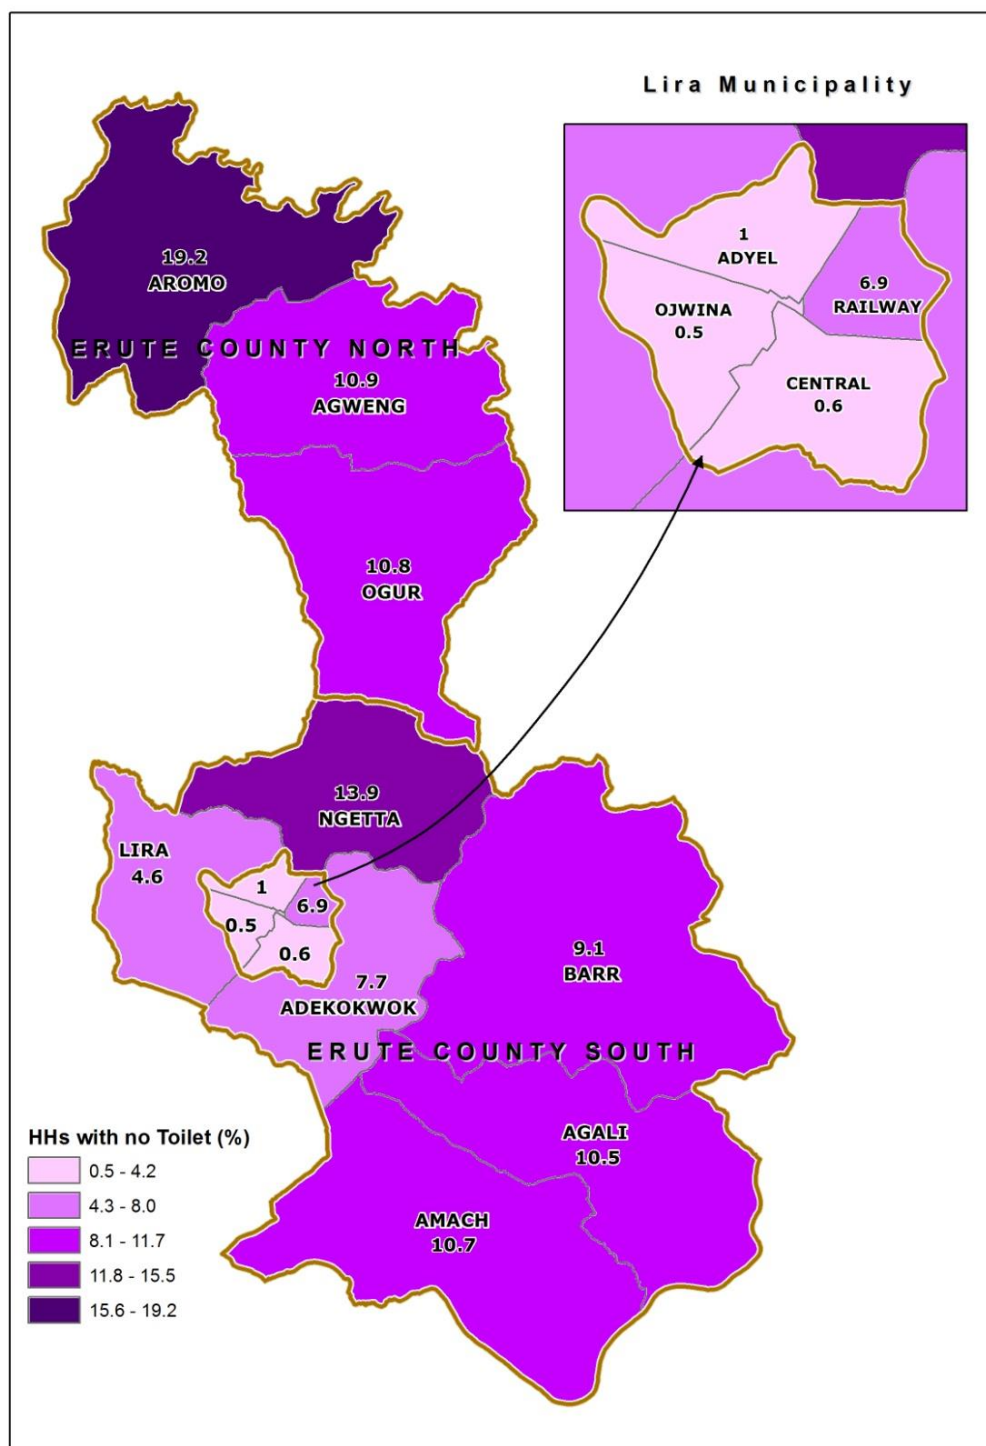 Lira Municipality
1
ADYEL
6.9
RAILWAY
OJWINA
0.5
CENTRAL
0.6
19.2
AROMO
ERUTE COUNTY NORTH
10.9
AGWENG
10.8
OGUR
13.9
NGETTA
LIRA
4.6
1
6.9
0.5
0.6
7.7
ADEKOKWOK
9.1
BARR
ERUTE COUNTY SOUTH
AGALI
10.5
AMACH
10.7
HHs with no Toilet (%)
0.5 - 4.2
4.3 - 8.0
8.1 - 11.7
11.8 - 15.5
15.6 - 19.2